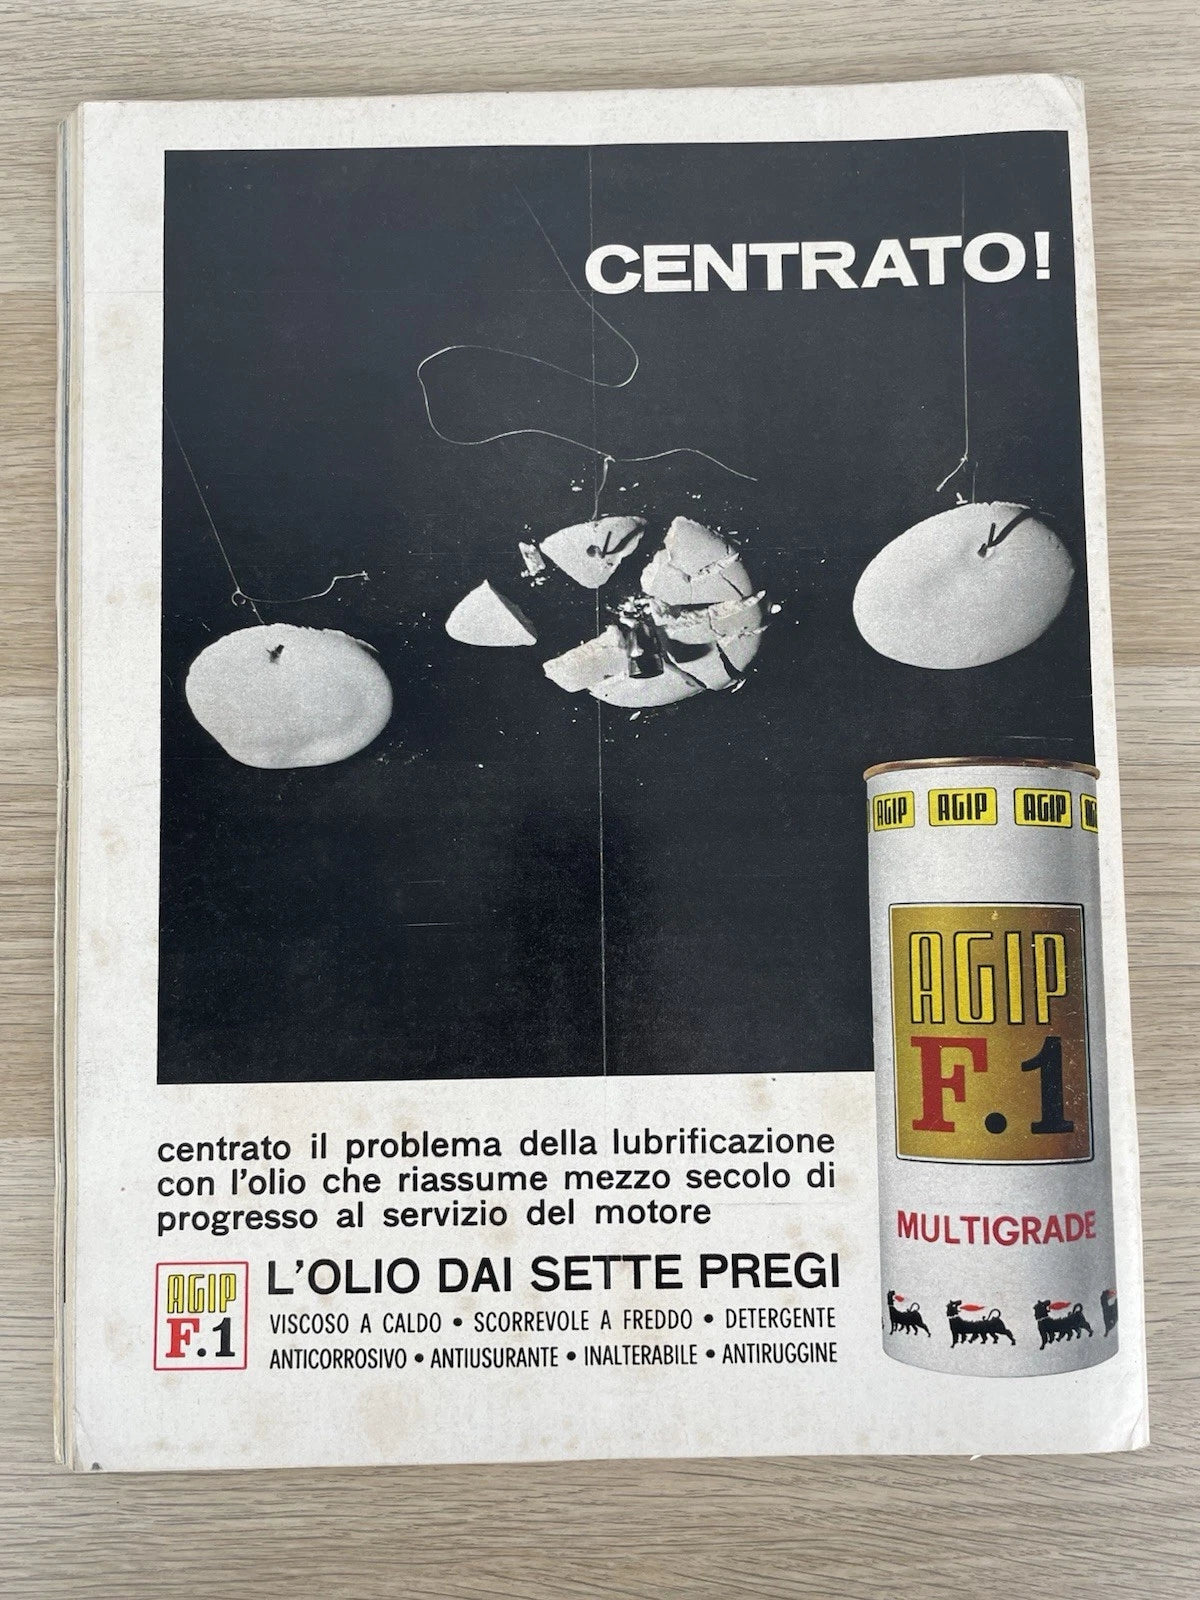 CENTRATO!
AGIP AGIP AGIP
AGIP
F.1
MULTIGRADE
centrato il problema della lubrificazione
con l'olio che riassume mezzo secolo di
progresso al servizio del motore
AGIP
F.1
L'OLIO DAI SETTE PREGI
VISCOSO A CALDO • SCORREVOLE A FREDDO • DETERGENTE
ANTICORROSIVO • ANTIUSURANTE • INALTERABILE • ANTIRUGGINE